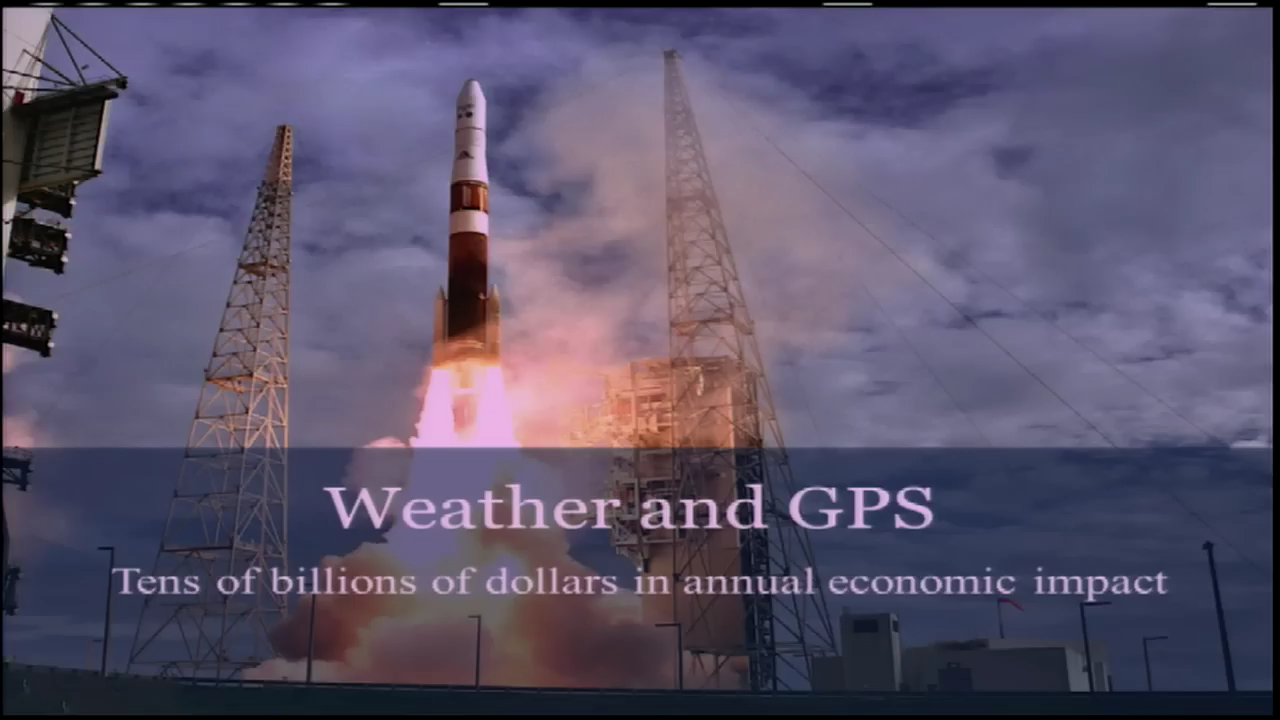 Weather and GPS
Tens of billions of dollars in annual economic impact